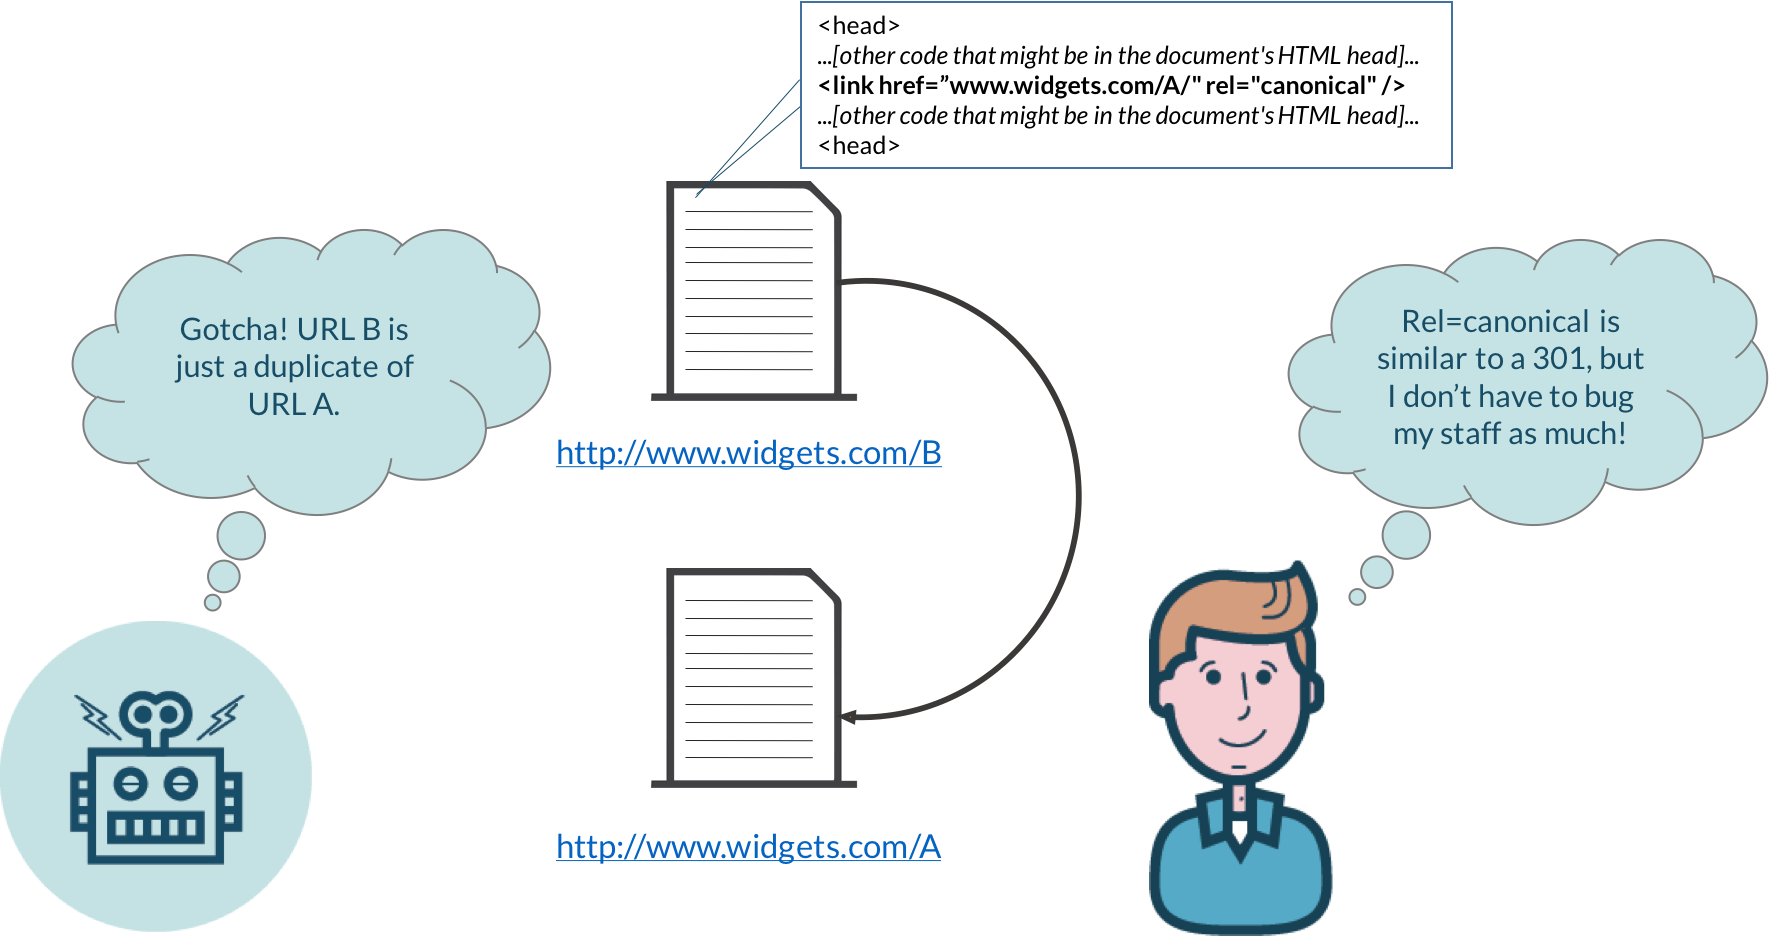 <head>
...[other code that might be in the document's HTML head]...
<link href=”www.widgets.com/A/" rel="canonical" />
...[other code that might be in the document's HTML head]...
<head>
Gotcha! URL B is
just a duplicate of
URL A.
Rel=canonical is
similar to a 301, but
I don’t have to bug
my staff as much!
http://www.widgets.com/B
http://www.widgets.com/A